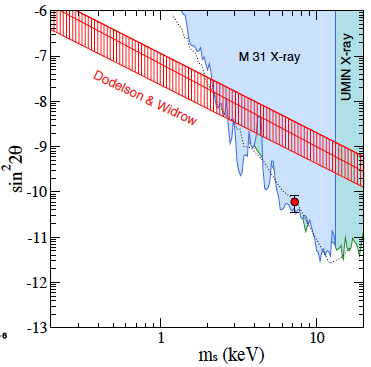 -6
-7
-8
-9
-10
-11
-12
-13
sin²2θ
M 31 X-ray
UMIN X-ray
Dodelson & Widrow
1
10
mₛ (keV)
-6